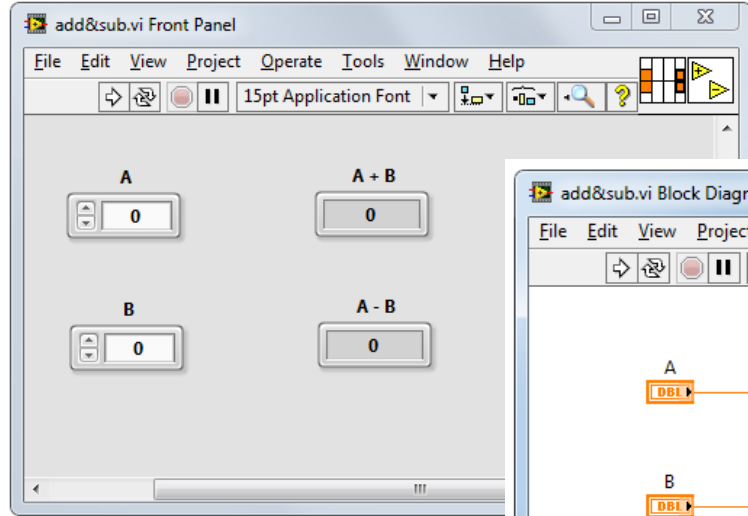 add&sub.vi Front Panel
File Edit View Project Operate Tools Window Help
15pt Application Font
A
0
A + B
0
B
0
A - B
0
add&sub.vi Block Diagr
File Edit View Project
A
DBL
B
DBL